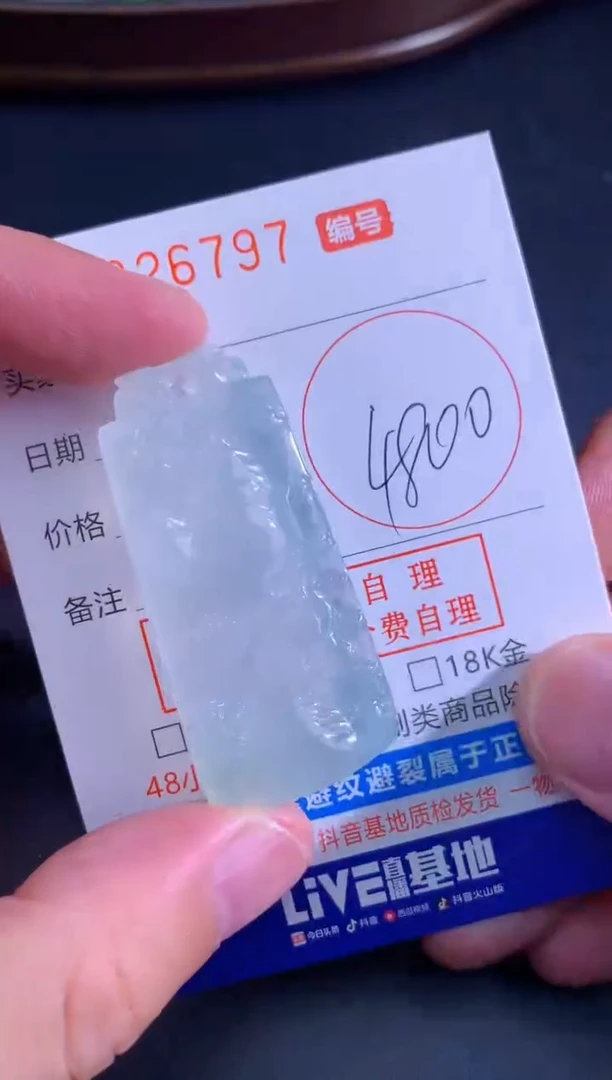 26797 编号
4800
日期
价格
备注
自理
费自理
□18K金
□
类商品除
48小
避纹避裂属于正
抖音基地质检发货 一物
LiVE直播基地
今日头条 抖音 西瓜视频 抖音火山版